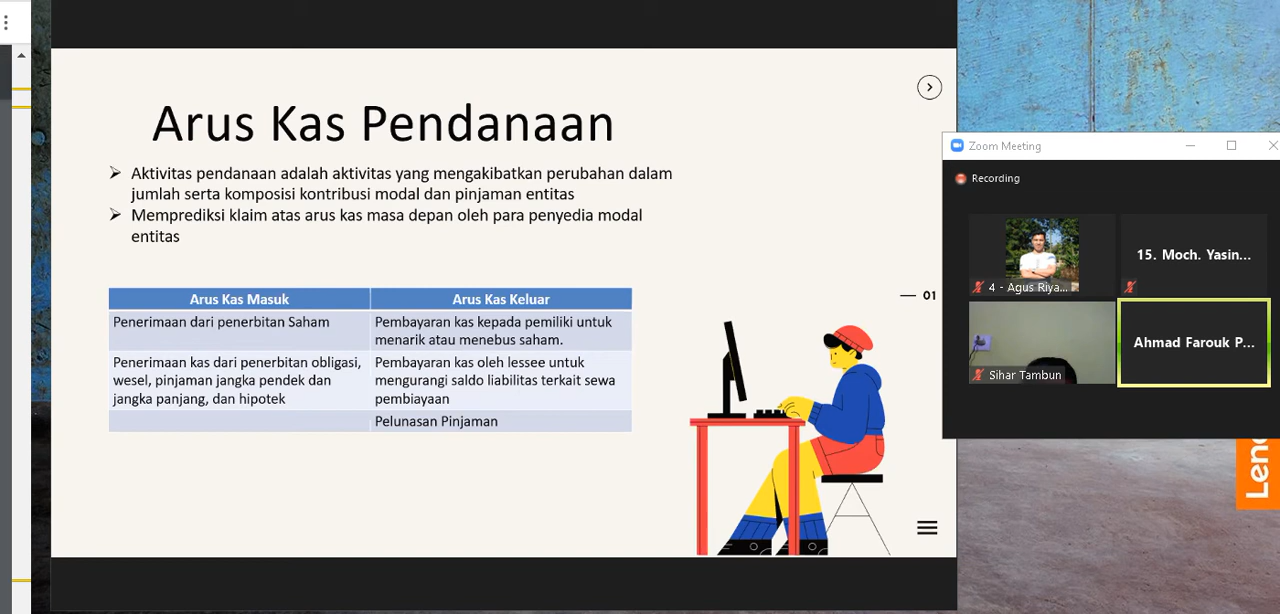 Arus Kas Pendanaan
Aktivitas pendanaan adalah aktivitas yang mengakibatkan perubahan dalam
jumlah serta komposisi kontribusi modal dan pinjaman entitas
Memprediksi klaim atas arus kas masa depan oleh para penyedia modal
entitas
Arus Kas Masuk
Arus Kas Keluar
Penerimaan dari penerbitan Saham
Pembayaran kas kepada pemiliki untuk
menarik atau menebus saham.
Penerimaan kas dari penerbitan obligasi,
wesel, pinjaman jangka pendek dan
jangka panjang, dan hipotek
Pembayaran kas oleh lessee untuk
mengurangi saldo liabilitas terkait sewa
pembiayaan
Pelunasan Pinjaman
01
Zoom Meeting
Recording
4 - Agus Riya...
15. Moch. Yasin...
Sihar Tambun
Ahmad Farouk P...